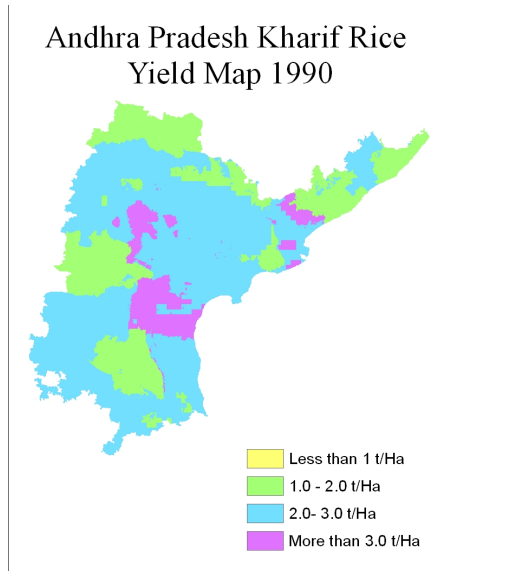 Andhra Pradesh Kharif Rice
Yield Map 1990
Less than 1 t/Ha
1.0 - 2.0 t/Ha
2.0- 3.0 t/Ha
More than 3.0 t/Ha